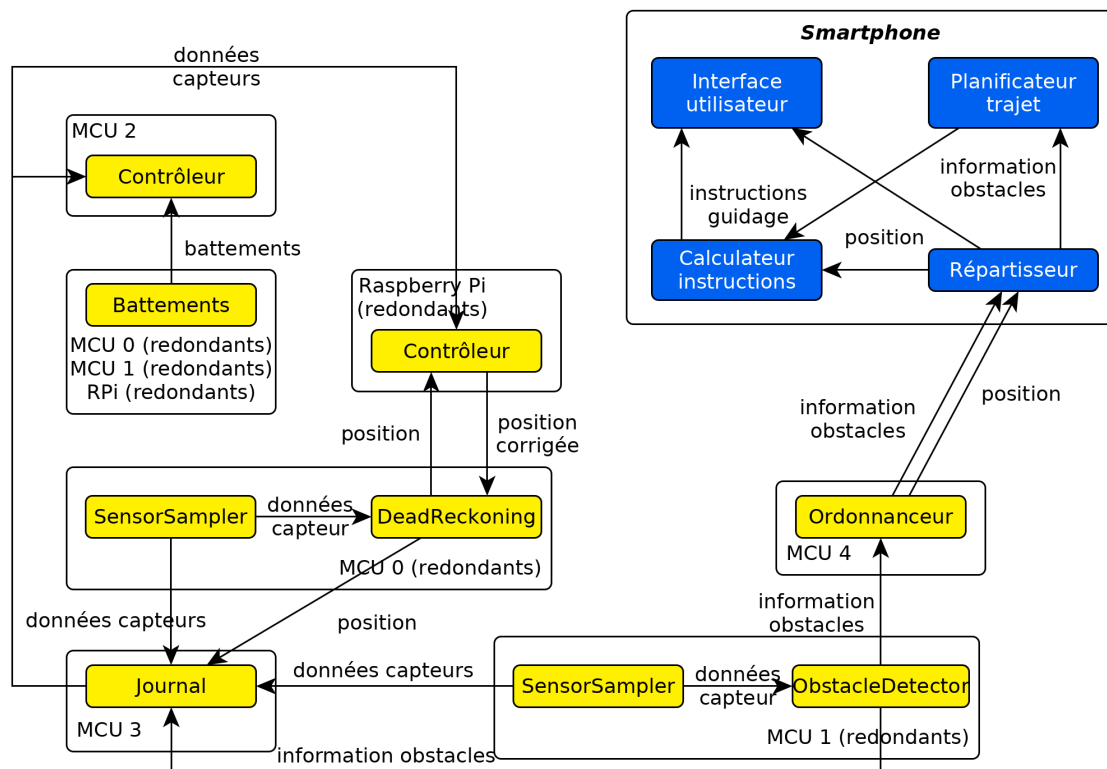 Smartphone
données
capteurs
Interface
utilisateur
Planificateur
trajet
MCU 2
Contrôleur
information
obstacles
instructions
guidage
battements
position
Calculateur
instructions
Répartisseur
Raspberry Pi
(redondants)
Battements
MCU 0 (redondants)
MCU 1 (redondants)
RPi (redondants)
Contrôleur
position
information
obstacles
position
position
corrigée
SensorSampler
données
capteur
DeadReckoning
Ordonnanceur
MCU 4
MCU 0 (redondants)
information
obstacles
données capteurs
position
données capteurs
Journal
SensorSampler
données
capteur
ObstacleDetector
MCU 3
MCU 1 (redondants)
information obstacles